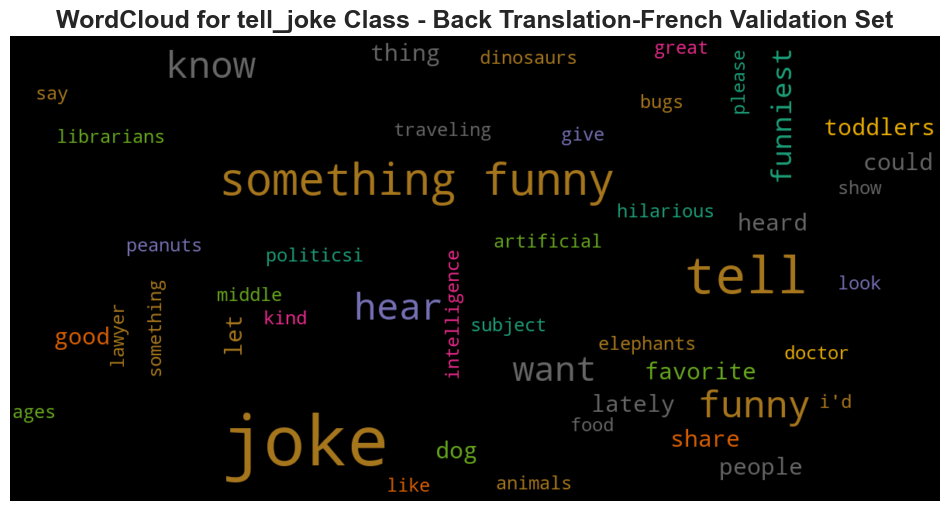 WordCloud for tell_joke Class - Back Translation-French Validation Set
know
thing
dinosaurs
great
please
funniest
say
bugs
librarians
traveling
give
toddlers
could
show
something funny
hilarious
heard
peanuts
politicsi
artificial
intelligence
tell
look
middle
hear
lawyer
something
let
kind
good
subject
elephants
doctor
want
favorite
ages
lately
funny
i'd
food
joke
dog
share
people
like
animals